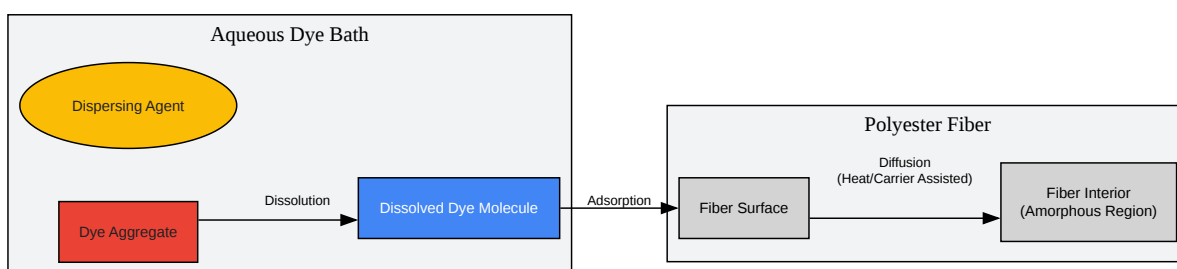 Aqueous Dye Bath
Dispersing Agent
Dye Aggregate
Dissolution
Dissolved Dye Molecule
Adsorption
Polyester Fiber
Fiber Surface
Diffusion
(Heat/Carrier Assisted)
Fiber Interior
(Amorphous Region)